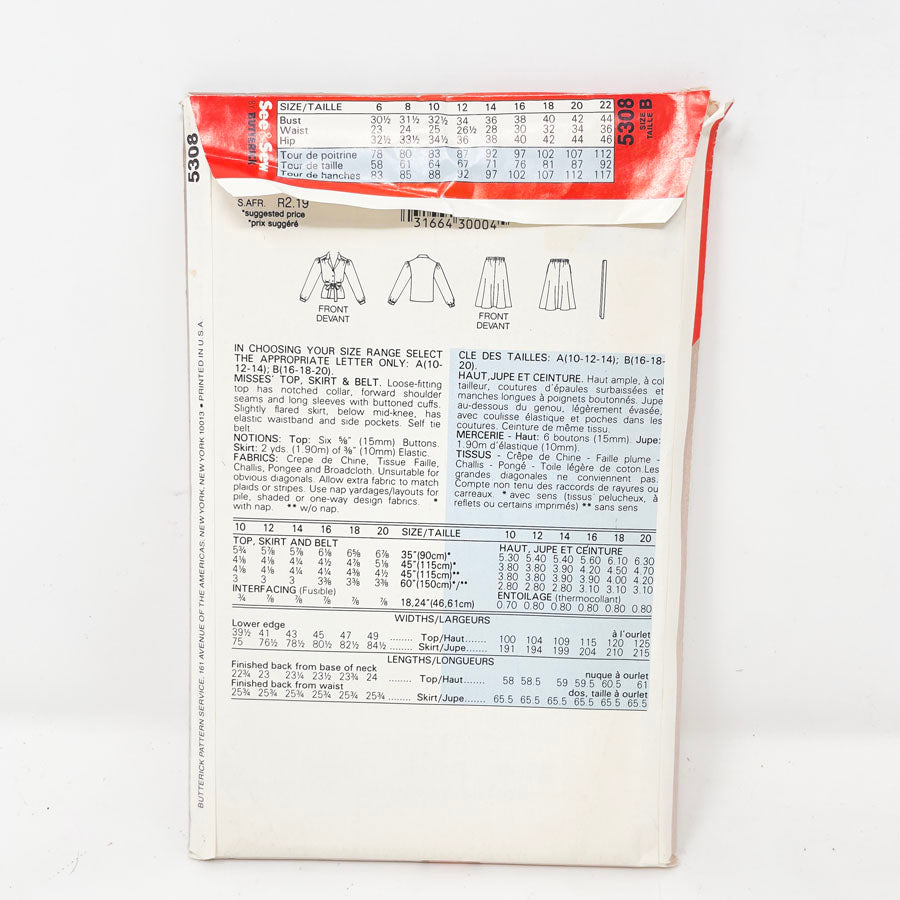 5308
See & Sew
BY BUTTERICK
SIZE/TAILLE 6 8 10 12 14 16 18 20 22
Bust 30½ 31½ 32½ 34 36 38 40 42 44
Waist 23 24 25 26½ 28 30 32 34 36
Hip 32½ 33½ 34½ 36 38 40 42 44 46
Tour de poitrine 78 80 83 87 92 97 102 107 112
Tour de taille 58 61 64 67 71 76 81 87 92
Tour de hanches 83 85 88 92 97 102 107 112 117
5308
SIZE TAILLE B
S.AFR. R2.19
*suggested price
*prix suggéré
31664 30004
FRONT
DEVANT
FRONT
DEVANT
IN CHOOSING YOUR SIZE RANGE SELECT
THE APPROPRIATE LETTER ONLY: A(10-
12-14); B(16-18-20).
MISSES' TOP, SKIRT & BELT. Loose-fitting
top has notched collar, forward shoulder
seams and long sleeves with buttoned cuffs.
Slightly flared skirt, below mid-knee, has
elastic waistband and side pockets. Self tie
belt.
NOTIONS: Top: Six ⅝" (15mm) Buttons.
Skirt: 2 yds. (1.90m) of ⅜" (10mm) Elastic.
FABRICS: Crepe de Chine, Tissue Faille,
Challis, Pongee and Broadcloth. Unsuitable for
obvious diagonals. Allow extra fabric to match
plaids or stripes. Use nap yardages/layouts for
pile, shaded or one-way design fabrics. *
with nap. ** w/o nap.
CLE DES TAILLES: A(10-12-14); B(16-18-
20).
HAUT, JUPE ET CEINTURE. Haut ample, à col
tailleur, coutures d'épaules surbaissées et
manches longues à poignets boutonnés. Jupe
au-dessous du genou, légèrement évasée,
avec coulisse élastique et poches dans les
coutures. Ceinture de même tissu.
MERCERIE - Haut: 6 boutons (15mm). Jupe:
1.90m d'élastique (10mm).
TISSUS - Crêpe de Chine - Faille plume -
Challis - Pongé - Toile légère de coton. Les
grandes diagonales ne conviennent pas.
Compte non tenu des raccords de rayures ou
carreaux. * avec sens (tissus pelucheux, à
reflets ou certains imprimés) ** sans sens
10 12 14 16 18 20 SIZE/TAILLE 10 12 14 16 18 20
TOP, SKIRT AND BELT HAUT, JUPE ET CEINTURE
5¾ 5⅞ 5⅞ 6⅛ 6⅝ 6⅞ 35"(90cm)* 5.30 5.40 5.40 5.60 6.10 6.30
4⅛ 4⅛ 4¼ 4½ 4⅞ 5⅛ 45"(115cm)* 3.80 3.80 3.90 4.20 4.50 4.70
4⅛ 4⅛ 4¼ 4¼ 4⅜ 4½ 45"(115cm)** 3.80 3.80 3.90 3.90 4.00 4.20
3 3 3 3⅜ 3⅜ 3⅜ 60"(150cm)*/** 2.80 2.80 2.80 3.10 3.10 3.10
INTERFACING (Fusible) ENTOILAGE (thermocollant)
¾ ⅞ ⅞ ⅞ ⅞ ⅞ 18,24"(46,61cm) 0.70 0.80 0.80 0.80 0.80 0.80
WIDTHS/LARGEURS
Lower edge à l'ourlet
39½ 41 43 45 47 49 ........ Top/Haut........ 100 104 109 115 120 125
75 76½ 78½ 80½ 82½ 84½ ........ Skirt/Jupe....... 191 194 199 204 210 215
LENGTHS/LONGUEURS
Finished back from base of neck nuque à ourlet
22¾ 23 23¼ 23½ 23¾ 24 ........ Top/Haut........ 58 58.5 59 59.5 60.5 61
Finished back from waist dos, taille à ourlet
25¾ 25¾ 25¾ 25¾ 25¾ 25¾ ........ Skirt/Jupe....... 65.5 65.5 65.5 65.5 65.5 65.5
BUTTERICK PATTERN SERVICE, 161 AVENUE OF THE AMERICAS, NEW YORK, NEW YORK 10013 • PRINTED IN U.S.A.